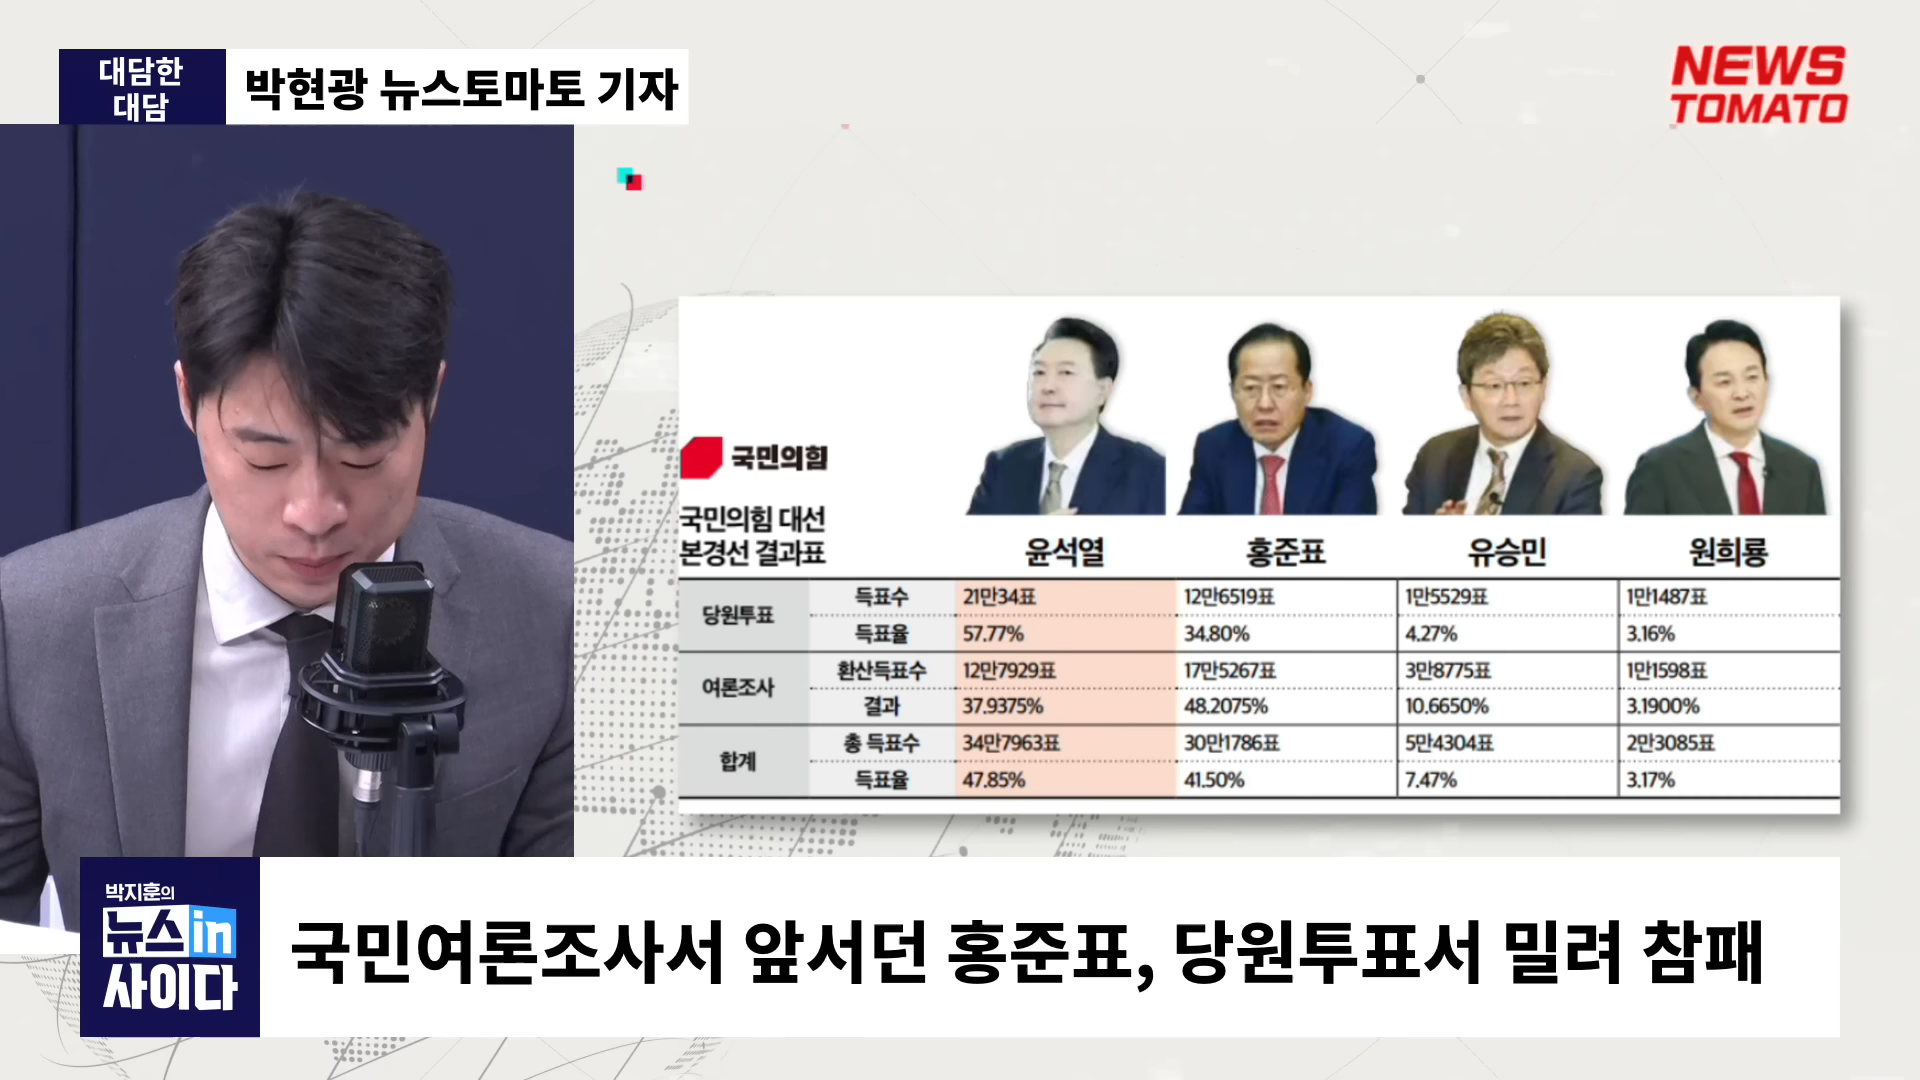 대담한
대담
박현광 뉴스토마토 기자
NEWS
TOMATO
국민의힘
국민의힘 대선
본경선 결과표
윤석열 홍준표 유승민 원희룡
당원투표 득표수 21만34표 12만6519표 1만5529표 1만1487표
득표율 57.77% 34.80% 4.27% 3.16%
여론조사 환산득표수 12만7929표 17만5267표 3만8775표 1만1598표
결과 37.9375% 48.2075% 10.6650% 3.1900%
합계 총 득표수 34만7963표 30만1786표 5만4304표 2만3085표
득표율 47.85% 41.50% 7.47% 3.17%
박지훈의
뉴스in
사이다
국민여론조사서 앞서던 홍준표, 당원투표서 밀려 참패